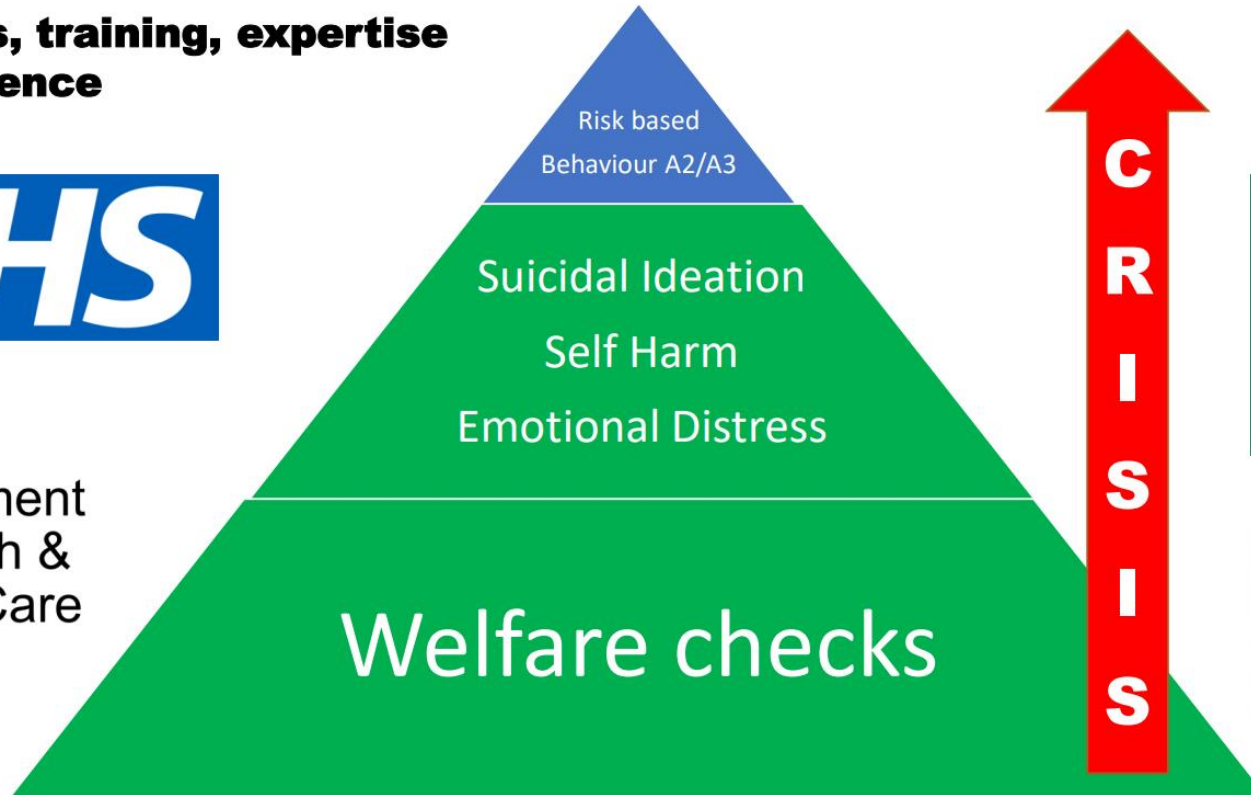 s, training, expertise
ence
HS
ment
h &
Care
Risk based
Behaviour A2/A3
Suicidal Ideation
Self Harm
Emotional Distress
Welfare checks
C
R
I
S
I
S